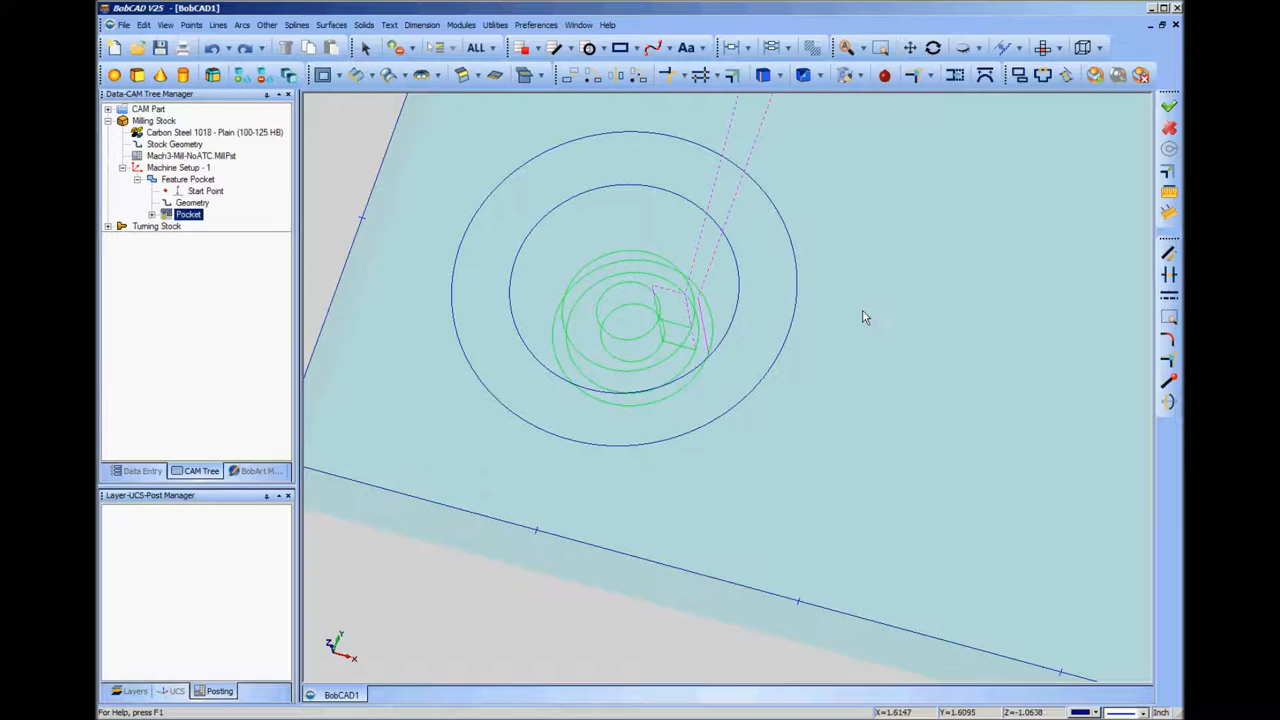 BobCAD V25 - [BobCAD1]
File Edit View Points Lines Arcs Other Splines Surfaces Solids Text Dimension Modules Utilities Preferences Window Help
ALL Aa
Data-CAM Tree Manager
CAM Part
Milling Stock
Carbon Steel 1018 - Plain (100-125 HB)
Stock Geometry
Mach3-Mill-NoATC.MillPst
Machine Setup - 1
Feature Pocket
Start Point
Geometry
Pocket
Turning Stock
Data Entry CAM Tree BobArt M...
Layer-UCS-Post Manager
Y
Z
X
Layers UCS Posting
BobCAD1
For Help, press F1 X=1.6147 Y=1.6095 Z=-1.0638 Inch